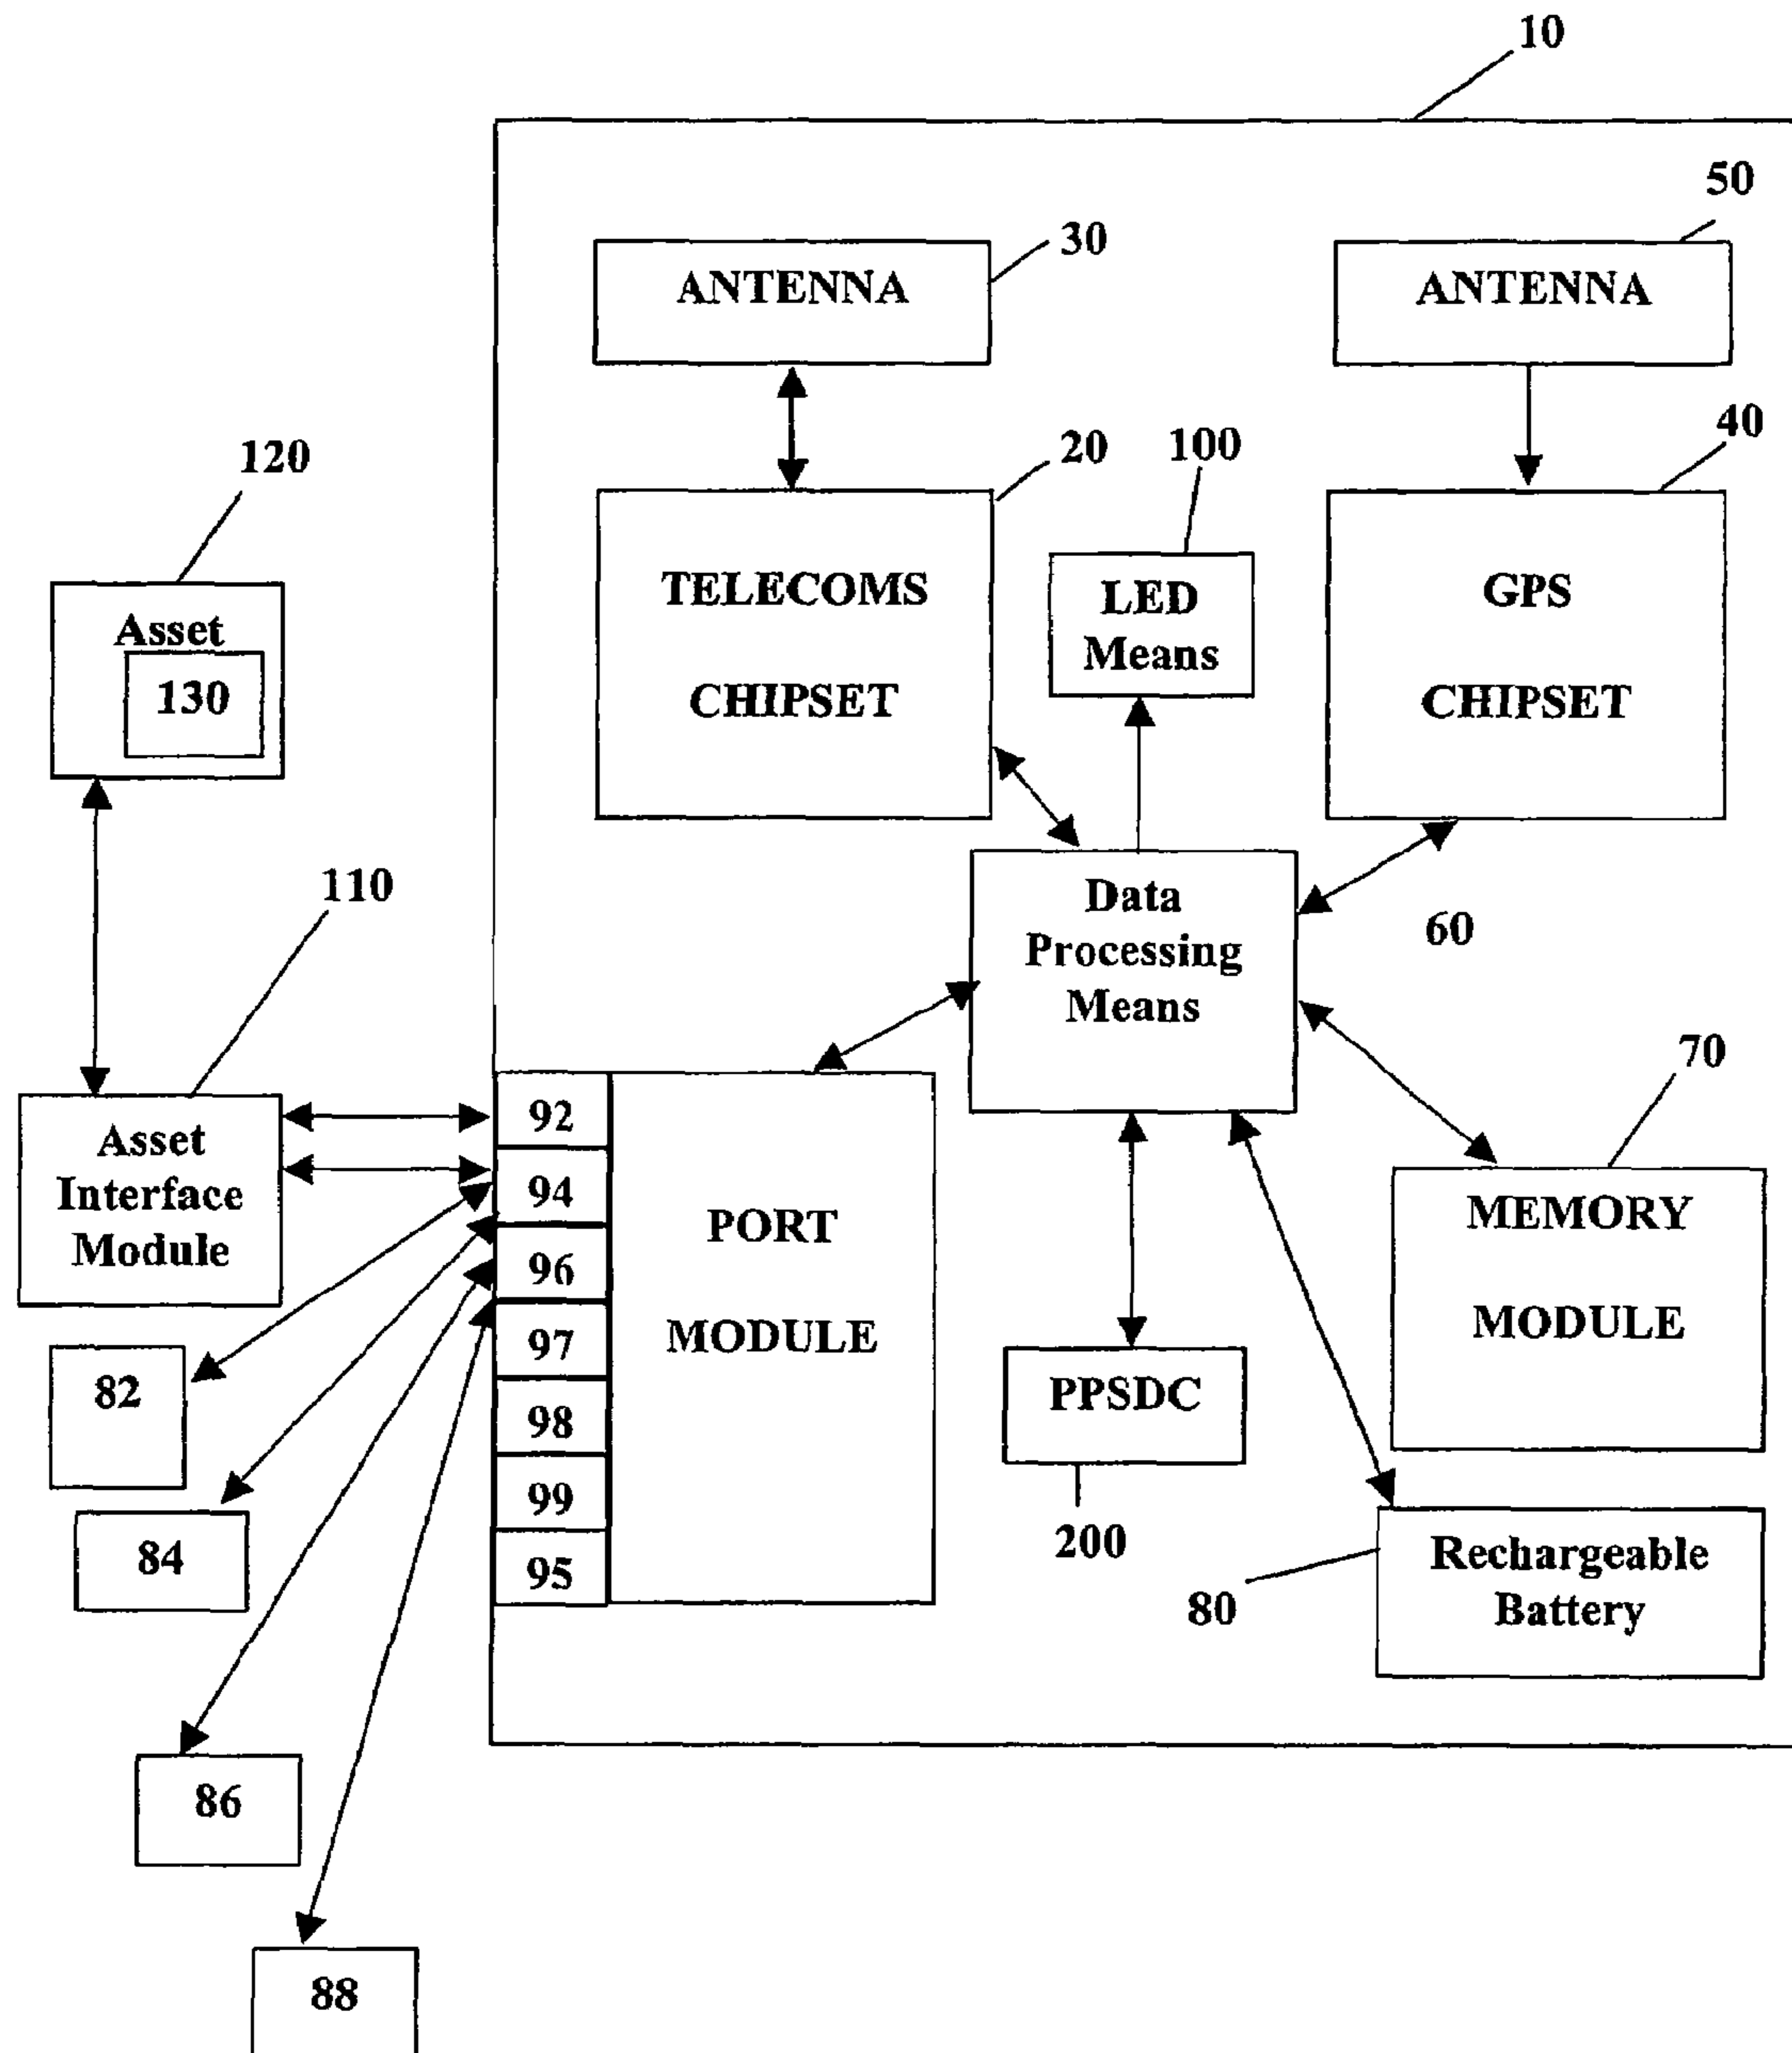 10
50
30
ANTENNA
ANTENNA
40
20
100
120
TELECOMS
CHIPSET
LED
Means
GPS
CHIPSET
Asset
130
110
Data
Processing
Means
60
70
92
94
96
97
98
99
95
PORT
MODULE
Asset
Interface
Module
MEMORY
MODULE
82
PPSDC
84
200
80
Rechargeable
Battery
86
88